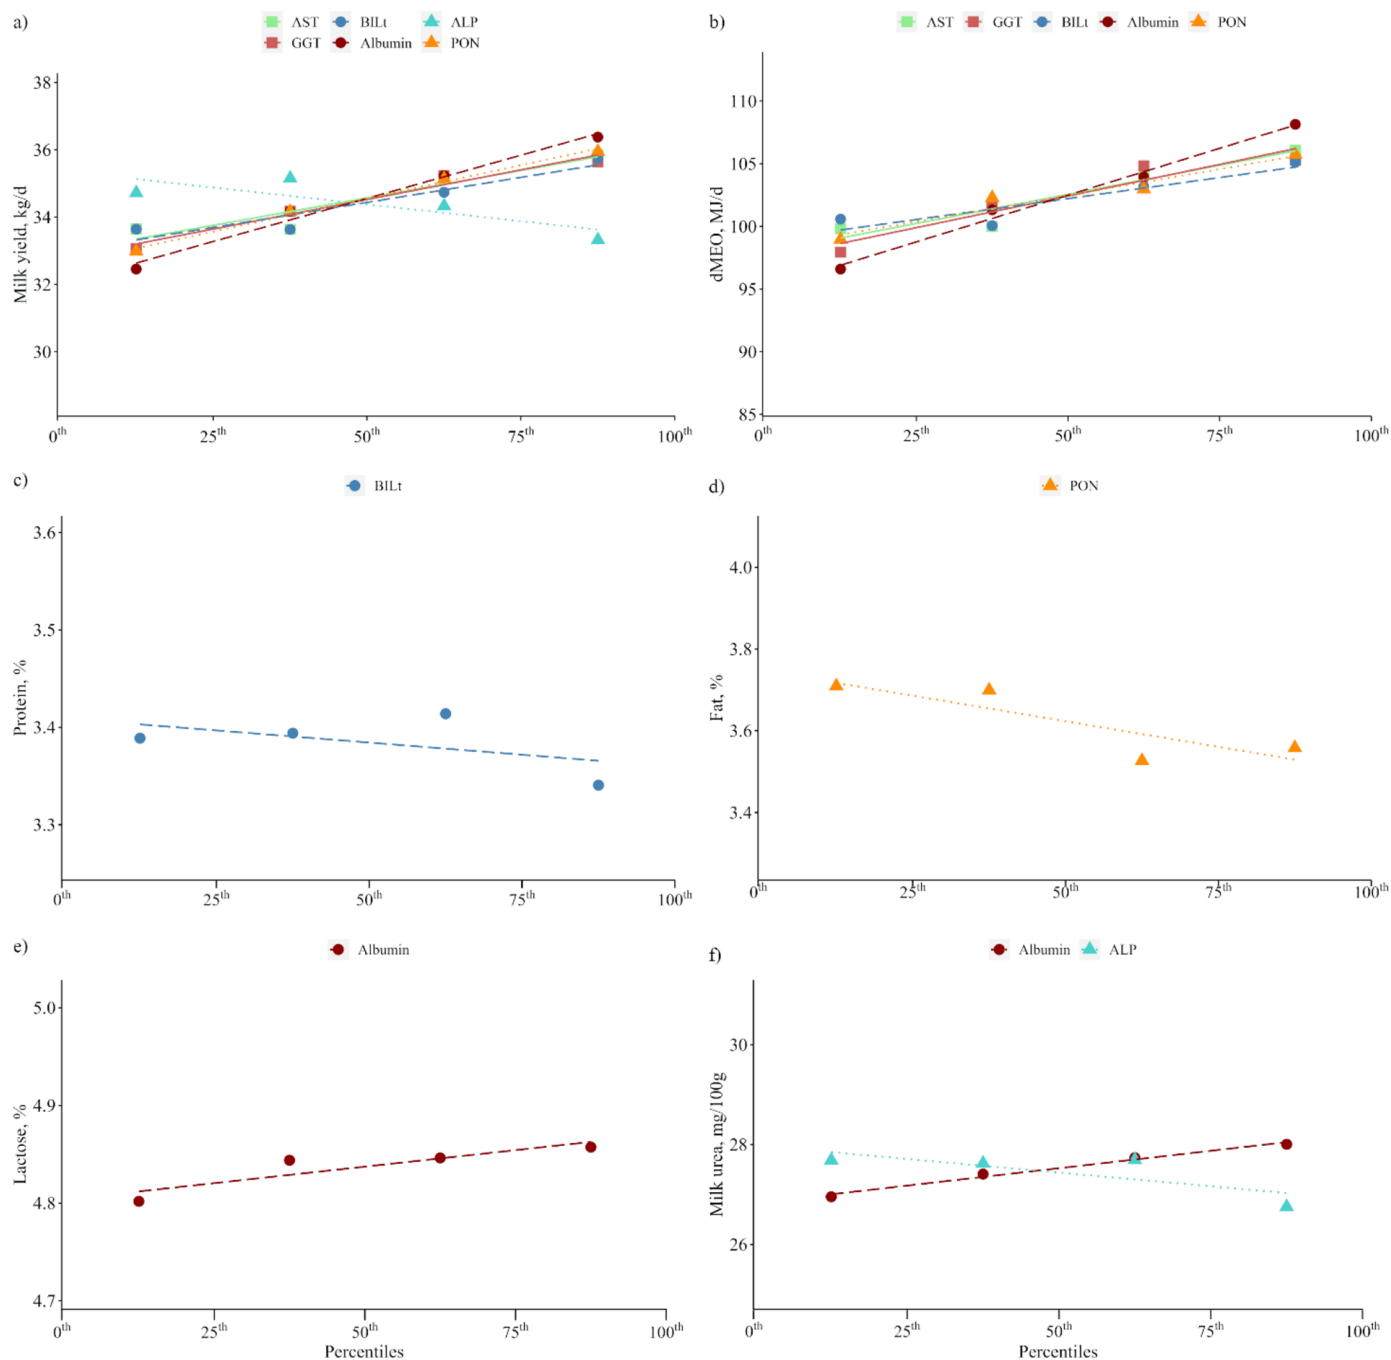 a)
AST BILt ALP
GGT Albumin PON
Milk yield, kg/d
38
36
34
32
30
0th 25th 50th 75th 100th
b)
AST GGT BILt Albumin PON
dMEO, MJ/d
110
105
100
95
90
85
0th 25th 50th 75th 100th
c)
BILt
Protein, %
3.6
3.5
3.4
3.3
0th 25th 50th 75th 100th
d)
PON
Fat, %
4.0
3.8
3.6
3.4
0th 25th 50th 75th 100th
e)
Albumin
Lactose, %
5.0
4.9
4.8
4.7
0th 25th 50th 75th 100th
Percentiles
f)
Albumin ALP
Milk urea, mg/100g
30
28
26
0th 25th 50th 75th 100th
Percentiles